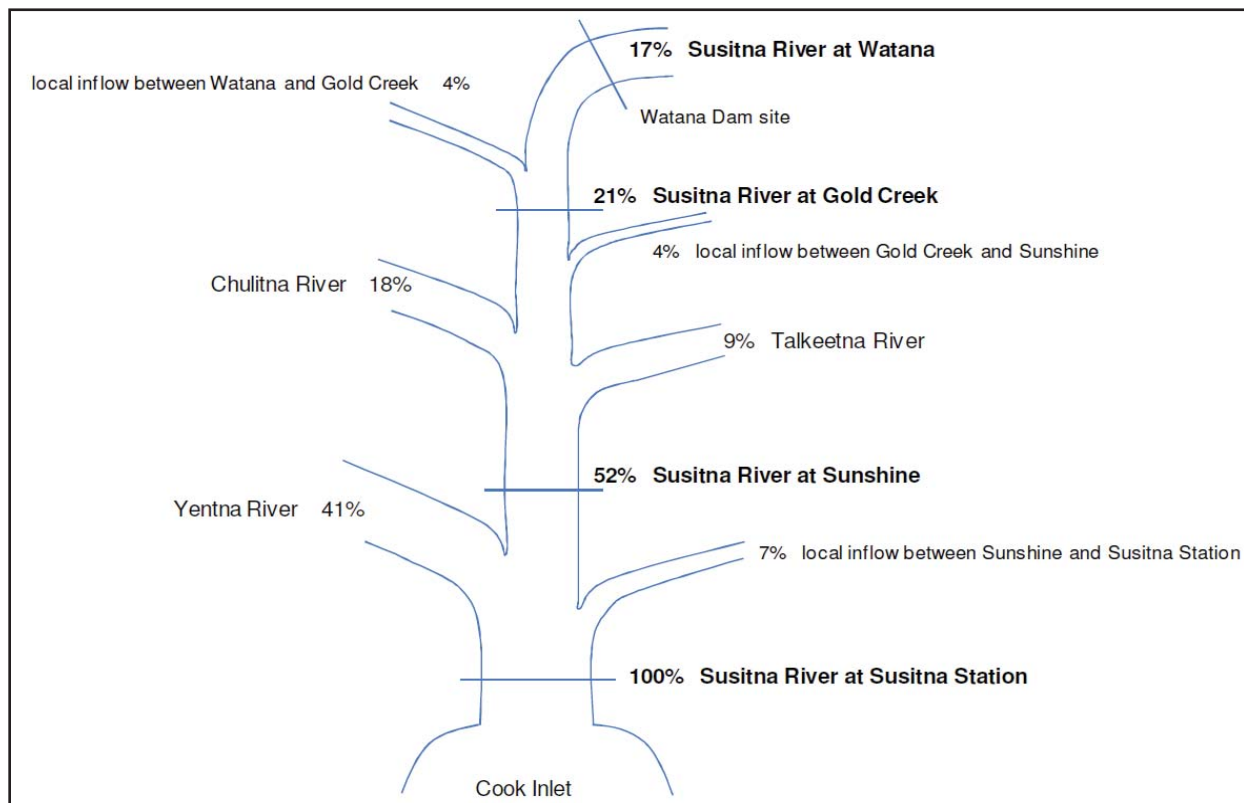 17% Susitna River at Watana
local inflow between Watana and Gold Creek 4%
Watana Dam site
21% Susitna River at Gold Creek
4% local inflow between Gold Creek and Sunshine
Chulitna River 18%
9% Talkeetna River
52% Susitna River at Sunshine
Yentna River 41%
7% local inflow between Sunshine and Susitna Station
100% Susitna River at Susitna Station
Cook Inlet